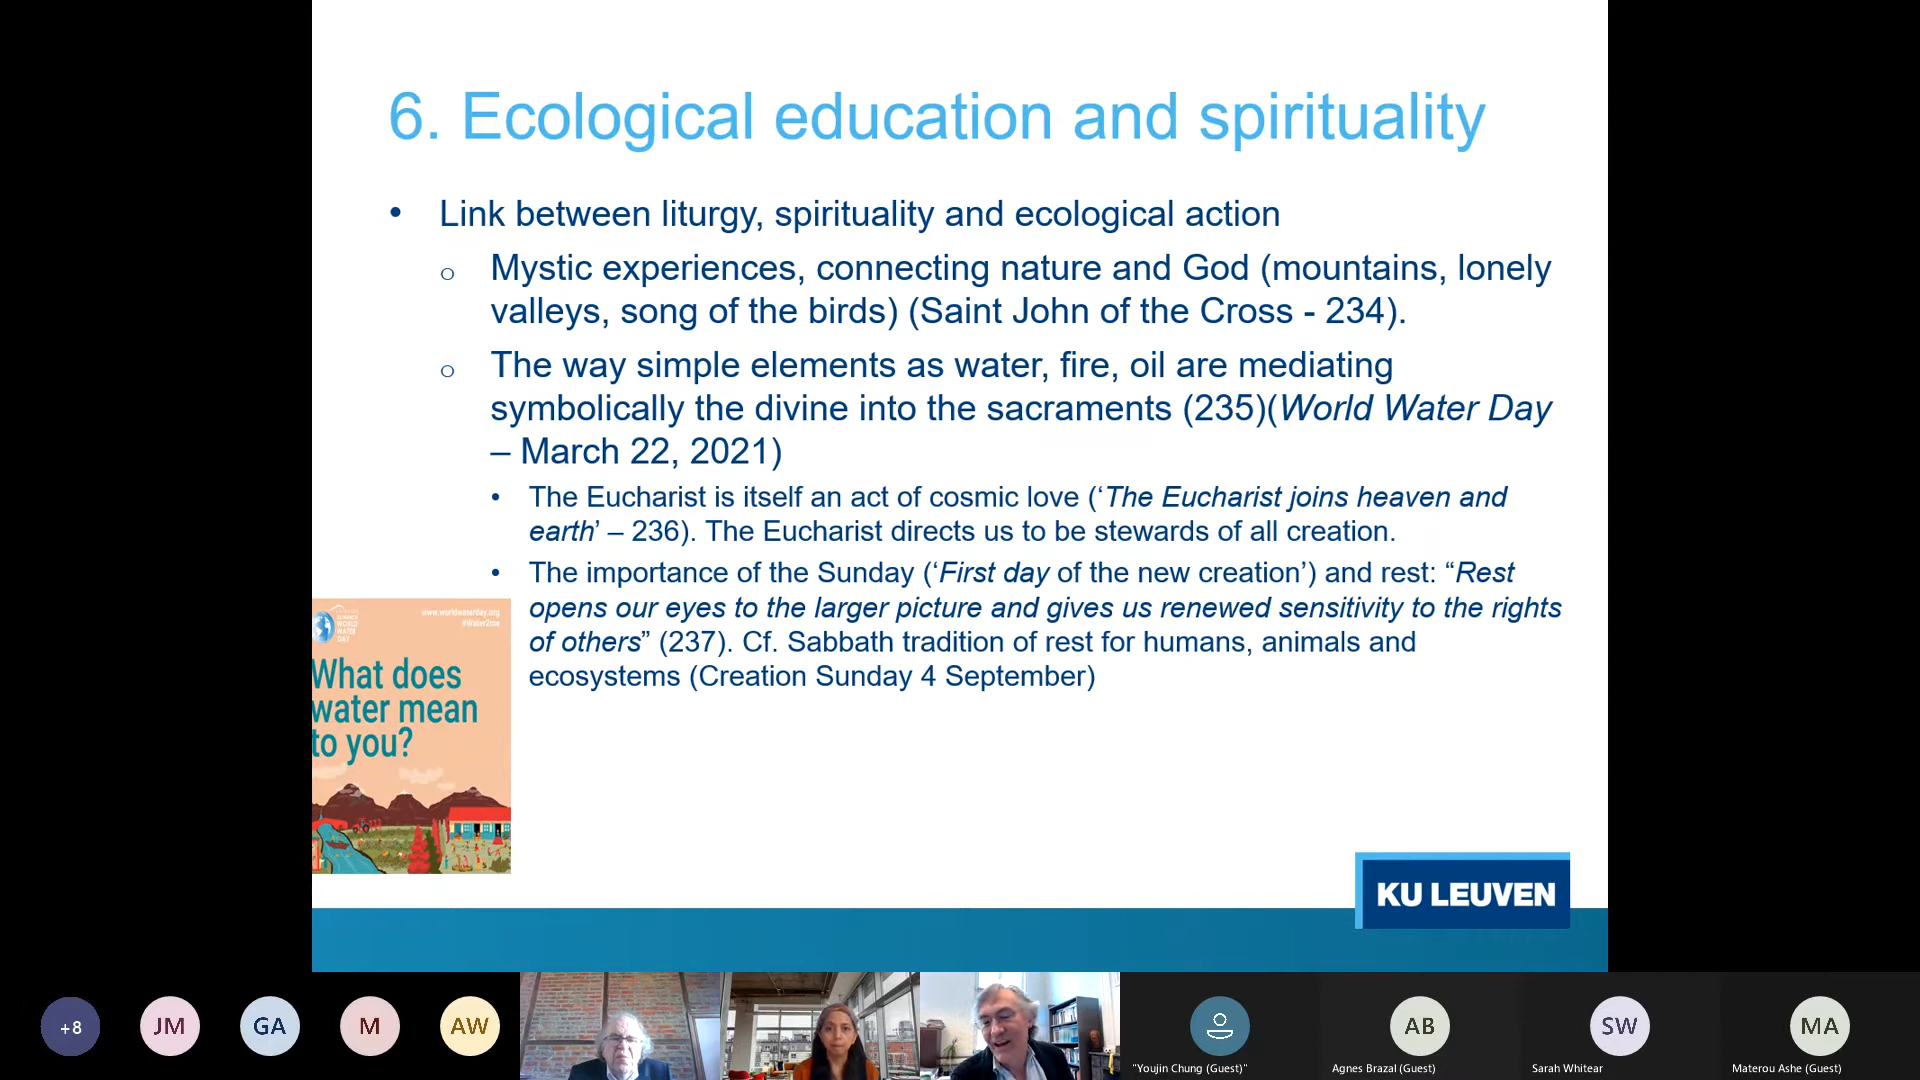 6. Ecological education and spirituality
• Link between liturgy, spirituality and ecological action
o Mystic experiences, connecting nature and God (mountains, lonely
valleys, song of the birds) (Saint John of the Cross - 234).
o The way simple elements as water, fire, oil are mediating
symbolically the divine into the sacraments (235)(World Water Day
– March 22, 2021)
• The Eucharist is itself an act of cosmic love (‘The Eucharist joins heaven and
earth’ – 236). The Eucharist directs us to be stewards of all creation.
• The importance of the Sunday (‘First day of the new creation’) and rest: “Rest
opens our eyes to the larger picture and gives us renewed sensitivity to the rights
of others” (237). Cf. Sabbath tradition of rest for humans, animals and
ecosystems (Creation Sunday 4 September)
WORLD
WATER
DAY
www.worldwaterday.org
#Water2me
What does
water mean
to you?
KU LEUVEN
+8
JM
GA
M
AW
"Youjin Chung (Guest)"
AB
Agnes Brazal (Guest)
SW
Sarah Whitear
MA
Materou Ashe (Guest)